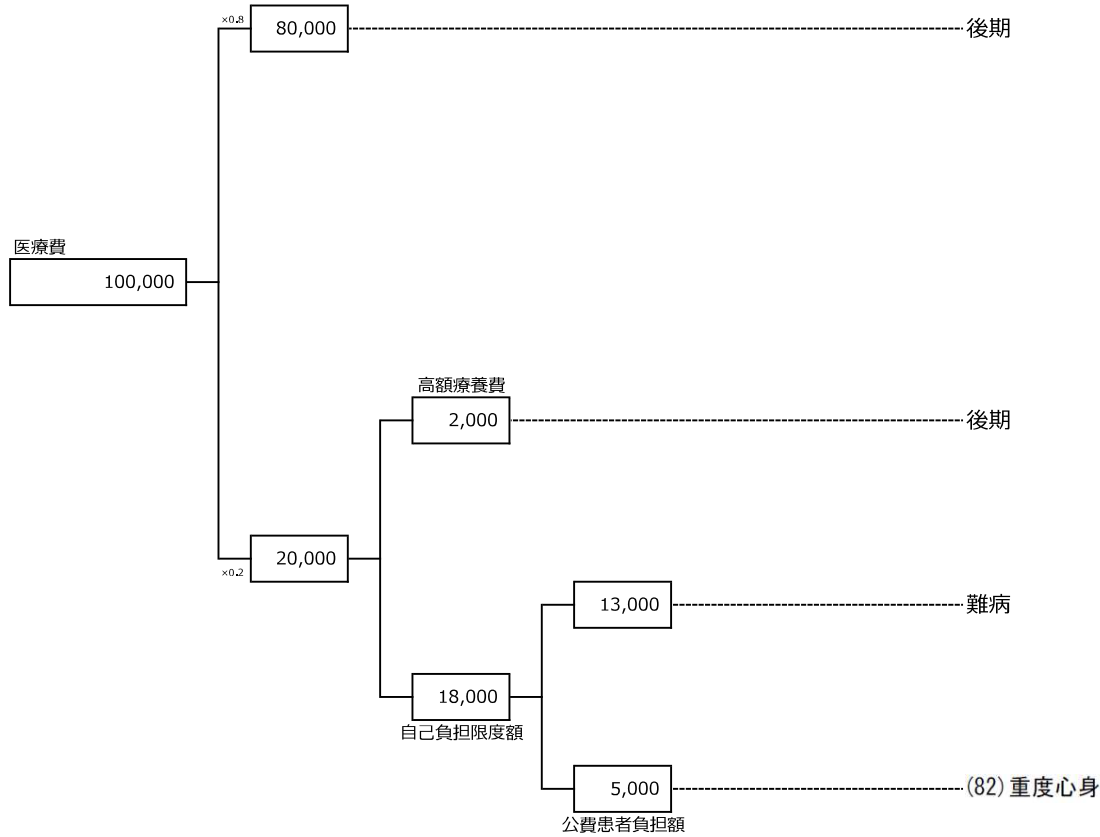 ×0.8
80,000 後期
医療費
100,000
高額療養費
2,000 後期
20,000
×0.2
13,000 難病
18,000
自己負担限度額
5,000 (82)重度心身
公費患者負担額